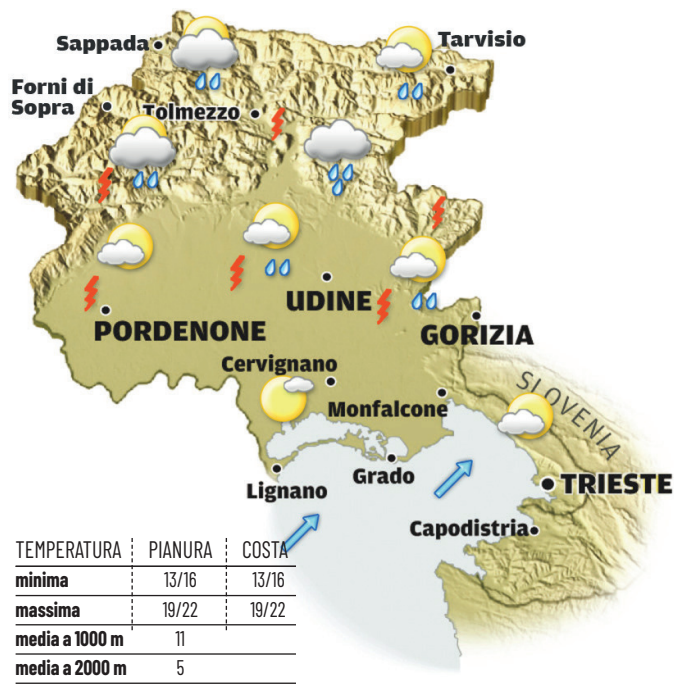 Sappada
Tarvisio
Forni di
Sopra
Tolmezzo
UDINE
PORDENONE
GORIZIA
Cervignano
Monfalcone
SLOVENIA
Grado
Lignano
TRIESTE
Capodistria
TEMPERATURA PIANURA COSTA
minima 13/16 13/16
massima 19/22 19/22
media a 1000 m 11
media a 2000 m 5